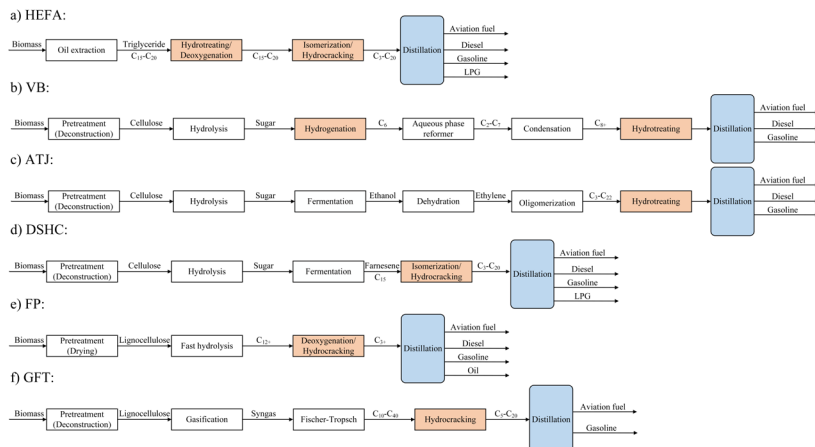 a) HEFA:
Biomass
Oil extraction
Triglyceride
C15-C20
Hydrotreating/
Deoxygenation
C15-C20
Isomerization/
Hydrocracking
C3-C20
Distillation
Aviation fuel
Diesel
Gasoline
LPG
b) VB:
Biomass
Pretreatment
(Deconstruction)
Cellulose
Hydrolysis
Sugar
Hydrogenation
C6
Aqueous phase
reformer
C2-C7
Condensation
C8+
Hydrotreating
Distillation
Aviation fuel
Diesel
Gasoline
c) ATJ:
Biomass
Pretreatment
(Deconstruction)
Cellulose
Hydrolysis
Sugar
Fermentation
Ethanol
Dehydration
Ethylene
Oligomerization
C3-C22
Hydrotreating
Distillation
Aviation fuel
Diesel
Gasoline
d) DSHC:
Biomass
Pretreatment
(Deconstruction)
Cellulose
Hydrolysis
Sugar
Fermentation
Farnesene
C15
Isomerization/
Hydrocracking
C3-C20
Distillation
Aviation fuel
Diesel
Gasoline
LPG
e) FP:
Biomass
Pretreatment
(Drying)
Lignocellulose
Fast hydrolysis
C12+
Deoxygenation/
Hydrocracking
C3+
Distillation
Aviation fuel
Diesel
Gasoline
Oil
f) GFT:
Biomass
Pretreatment
(Deconstruction)
Lignocellulose
Gasification
Syngas
Fischer-Tropsch
C10-C40
Hydrocracking
C5-C20
Distillation
Aviation fuel
Gasoline